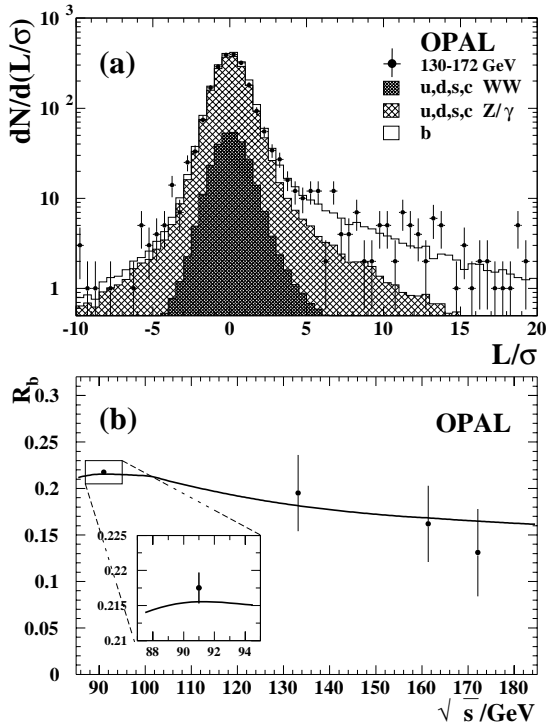 dN/d(L/σ)
10³
10²
10
1
(a)
OPAL
130-172 GeV
u,d,s,c WW
u,d,s,c Z/γ
b
-10 -5 0 5 10 15 20
L/σ
R_b
0.3
0.25
0.2
0.15
0.1
0.05
0
(b)
OPAL
0.225
0.22
0.215
0.21
88 90 92 94
90 100 110 120 130 140 150 160 170 180
√s/GeV